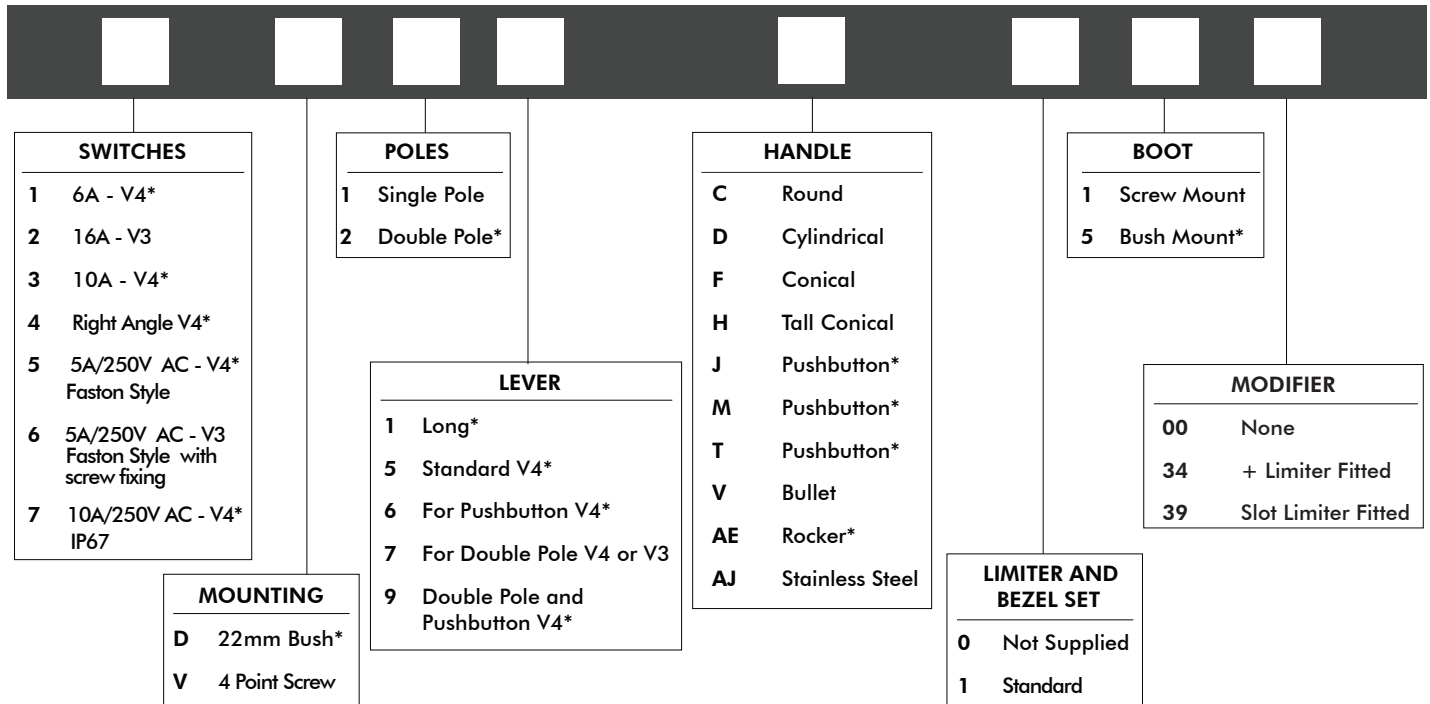 SWITCHES
1 6A - V4*
2 16A - V3
3 10A - V4*
4 Right Angle V4*
5 5A/250V AC - V4*
Faston Style
6 5A/250V AC - V3
Faston Style with
screw fixing
7 10A/250V AC - V4*
IP67
MOUNTING
D 22mm Bush*
V 4 Point Screw
POLES
1 Single Pole
2 Double Pole*
LEVER
1 Long*
5 Standard V4*
6 For Pushbutton V4*
7 For Double Pole V4 or V3
9 Double Pole and
Pushbutton V4*
HANDLE
C Round
D Cylindrical
F Conical
H Tall Conical
J Pushbutton*
M Pushbutton*
T Pushbutton*
V Bullet
AE Rocker*
AJ Stainless Steel
LIMITER AND
BEZEL SET
0 Not Supplied
1 Standard
BOOT
1 Screw Mount
5 Bush Mount*
MODIFIER
00 None
34 + Limiter Fitted
39 Slot Limiter Fitted